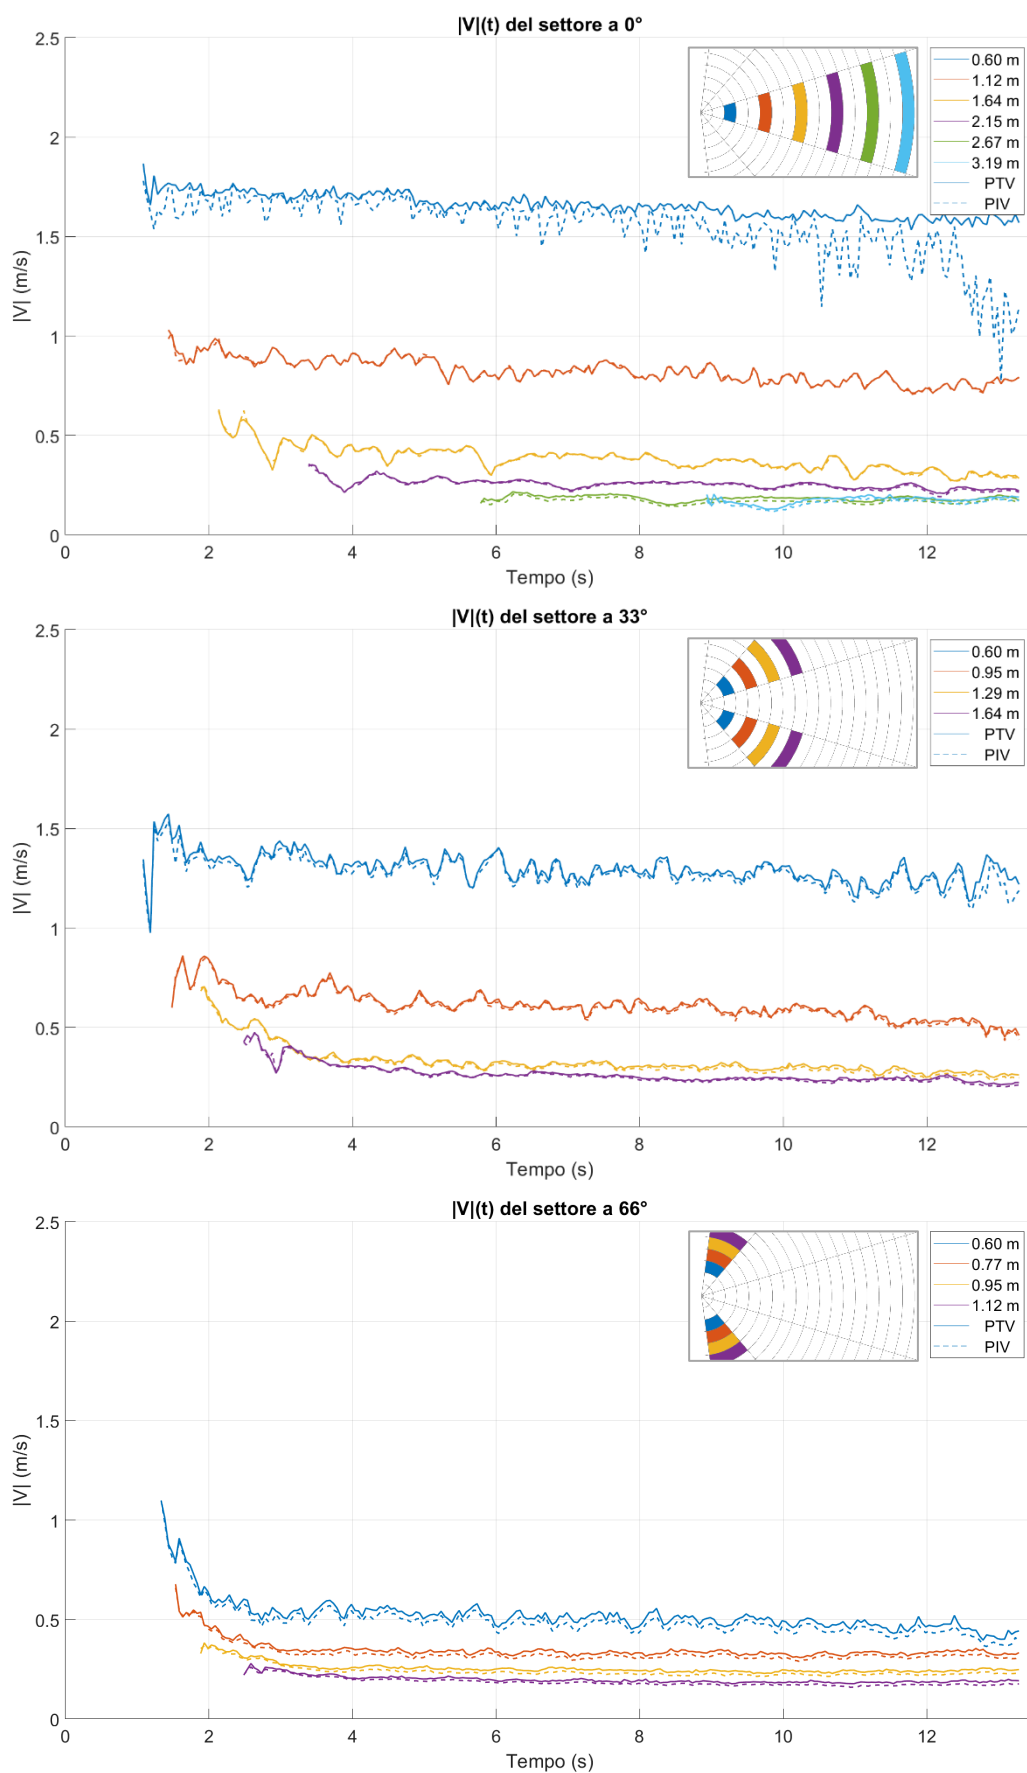 |V|(t) del settore a 0°
2.5
2
1.5
1
0.5
0
|V| (m/s)
0 2 4 6 8 10 12
Tempo (s)
0.60 m
1.12 m
1.64 m
2.15 m
2.67 m
3.19 m
PTV
PIV
|V|(t) del settore a 33°
2.5
2
1.5
1
0.5
0
|V| (m/s)
0 2 4 6 8 10 12
Tempo (s)
0.60 m
0.95 m
1.29 m
1.64 m
PTV
PIV
|V|(t) del settore a 66°
2.5
2
1.5
1
0.5
0
|V| (m/s)
0 2 4 6 8 10 12
Tempo (s)
0.60 m
0.77 m
0.95 m
1.12 m
PTV
PIV